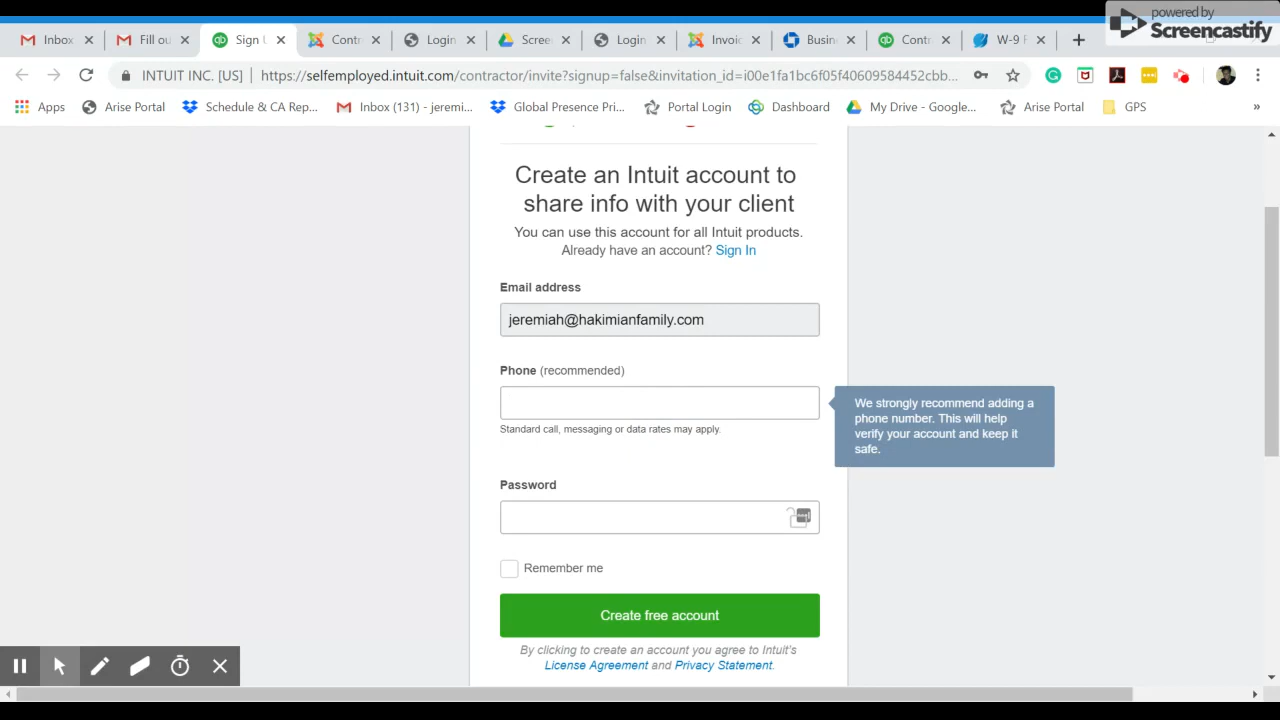 powered by
Screencastify
Inbox
Fill ou
Sign U
Contr
Logi
Login
Invoic
Busin
Contr
W-9 F
INTUIT INC. [US]
https://selfemployed.intuit.com/contractor/invite?signup=false&invitation_id=i00e1fa1bc6f05f40609584452cbb...
Apps
Arise Portal
Schedule & CA Rep...
Inbox (131) - jeremi...
Global Presence Pri...
Portal Login
Dashboard
My Drive - Google...
Arise Portal
GPS
»
Create an Intuit account to
share info with your client
You can use this account for all Intuit products.
Already have an account? Sign In
Email address
jeremiah@hakimianfamily.com
Phone (recommended)
We strongly recommend adding a
phone number. This will help
verify your account and keep it
safe.
Standard call, messaging or data rates may apply.
Password
Remember me
Create free account
By clicking to create an account you agree to Intuit's
License Agreement and Privacy Statement.